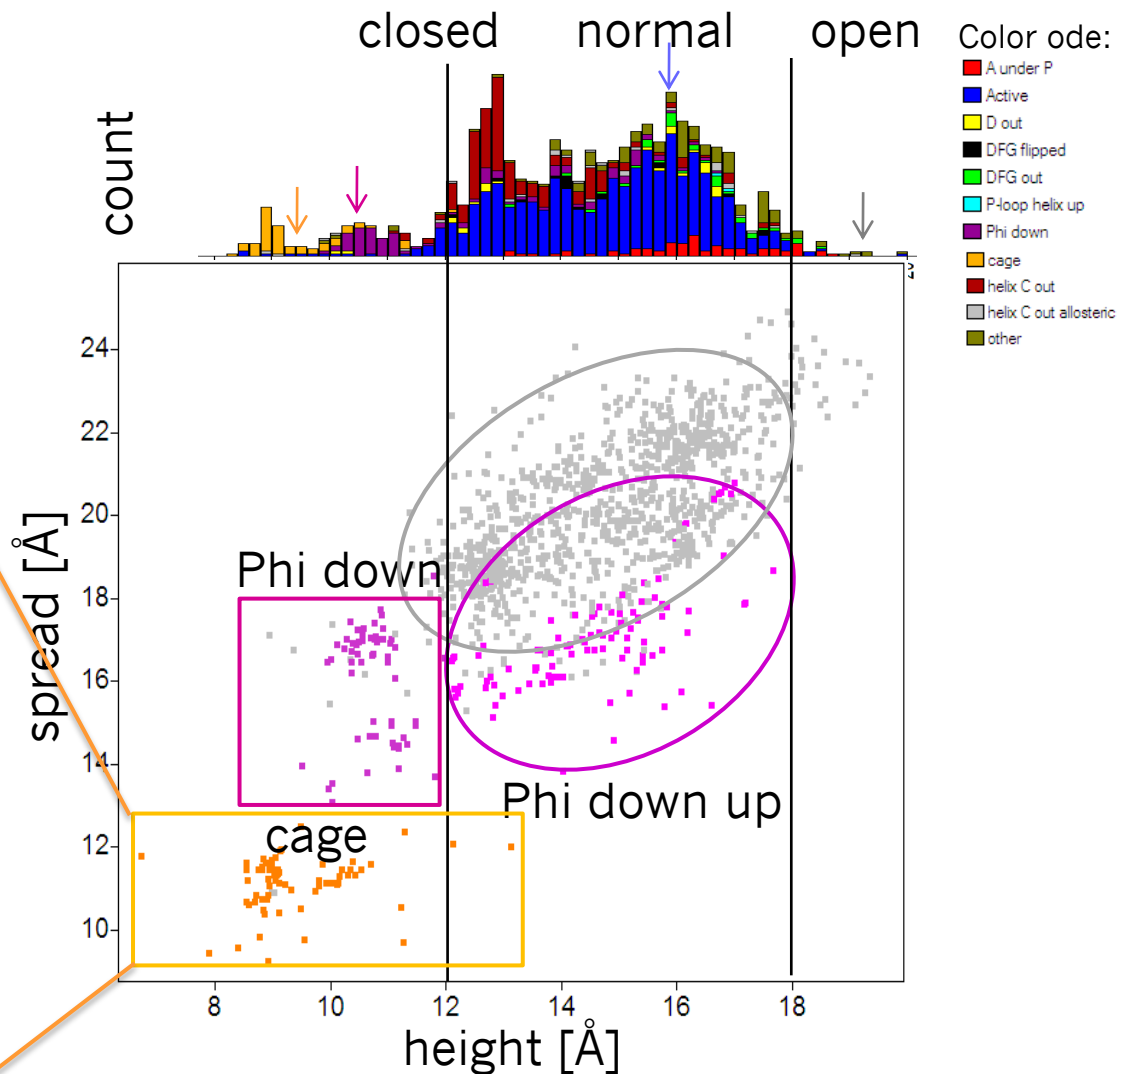 closed normal open
Color ode:
A under P
Active
D out
DFG flipped
DFG out
P-loop helix up
Phi down
cage
helix C out
helix C out allosteric
other
count
24
22
20
18
16
14
12
10
spread [Å]
Phi down
Phi down up
cage
8 10 12 14 16 18
height [Å]